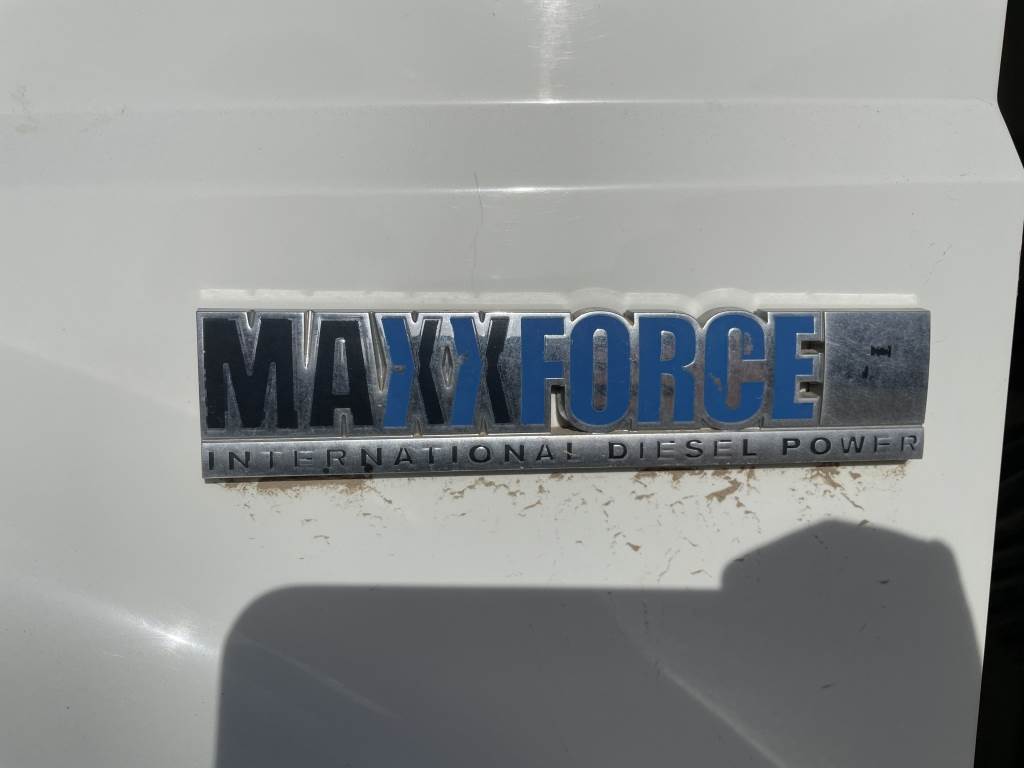 MAXXFORCE
INTERNATIONAL DIESEL POWER